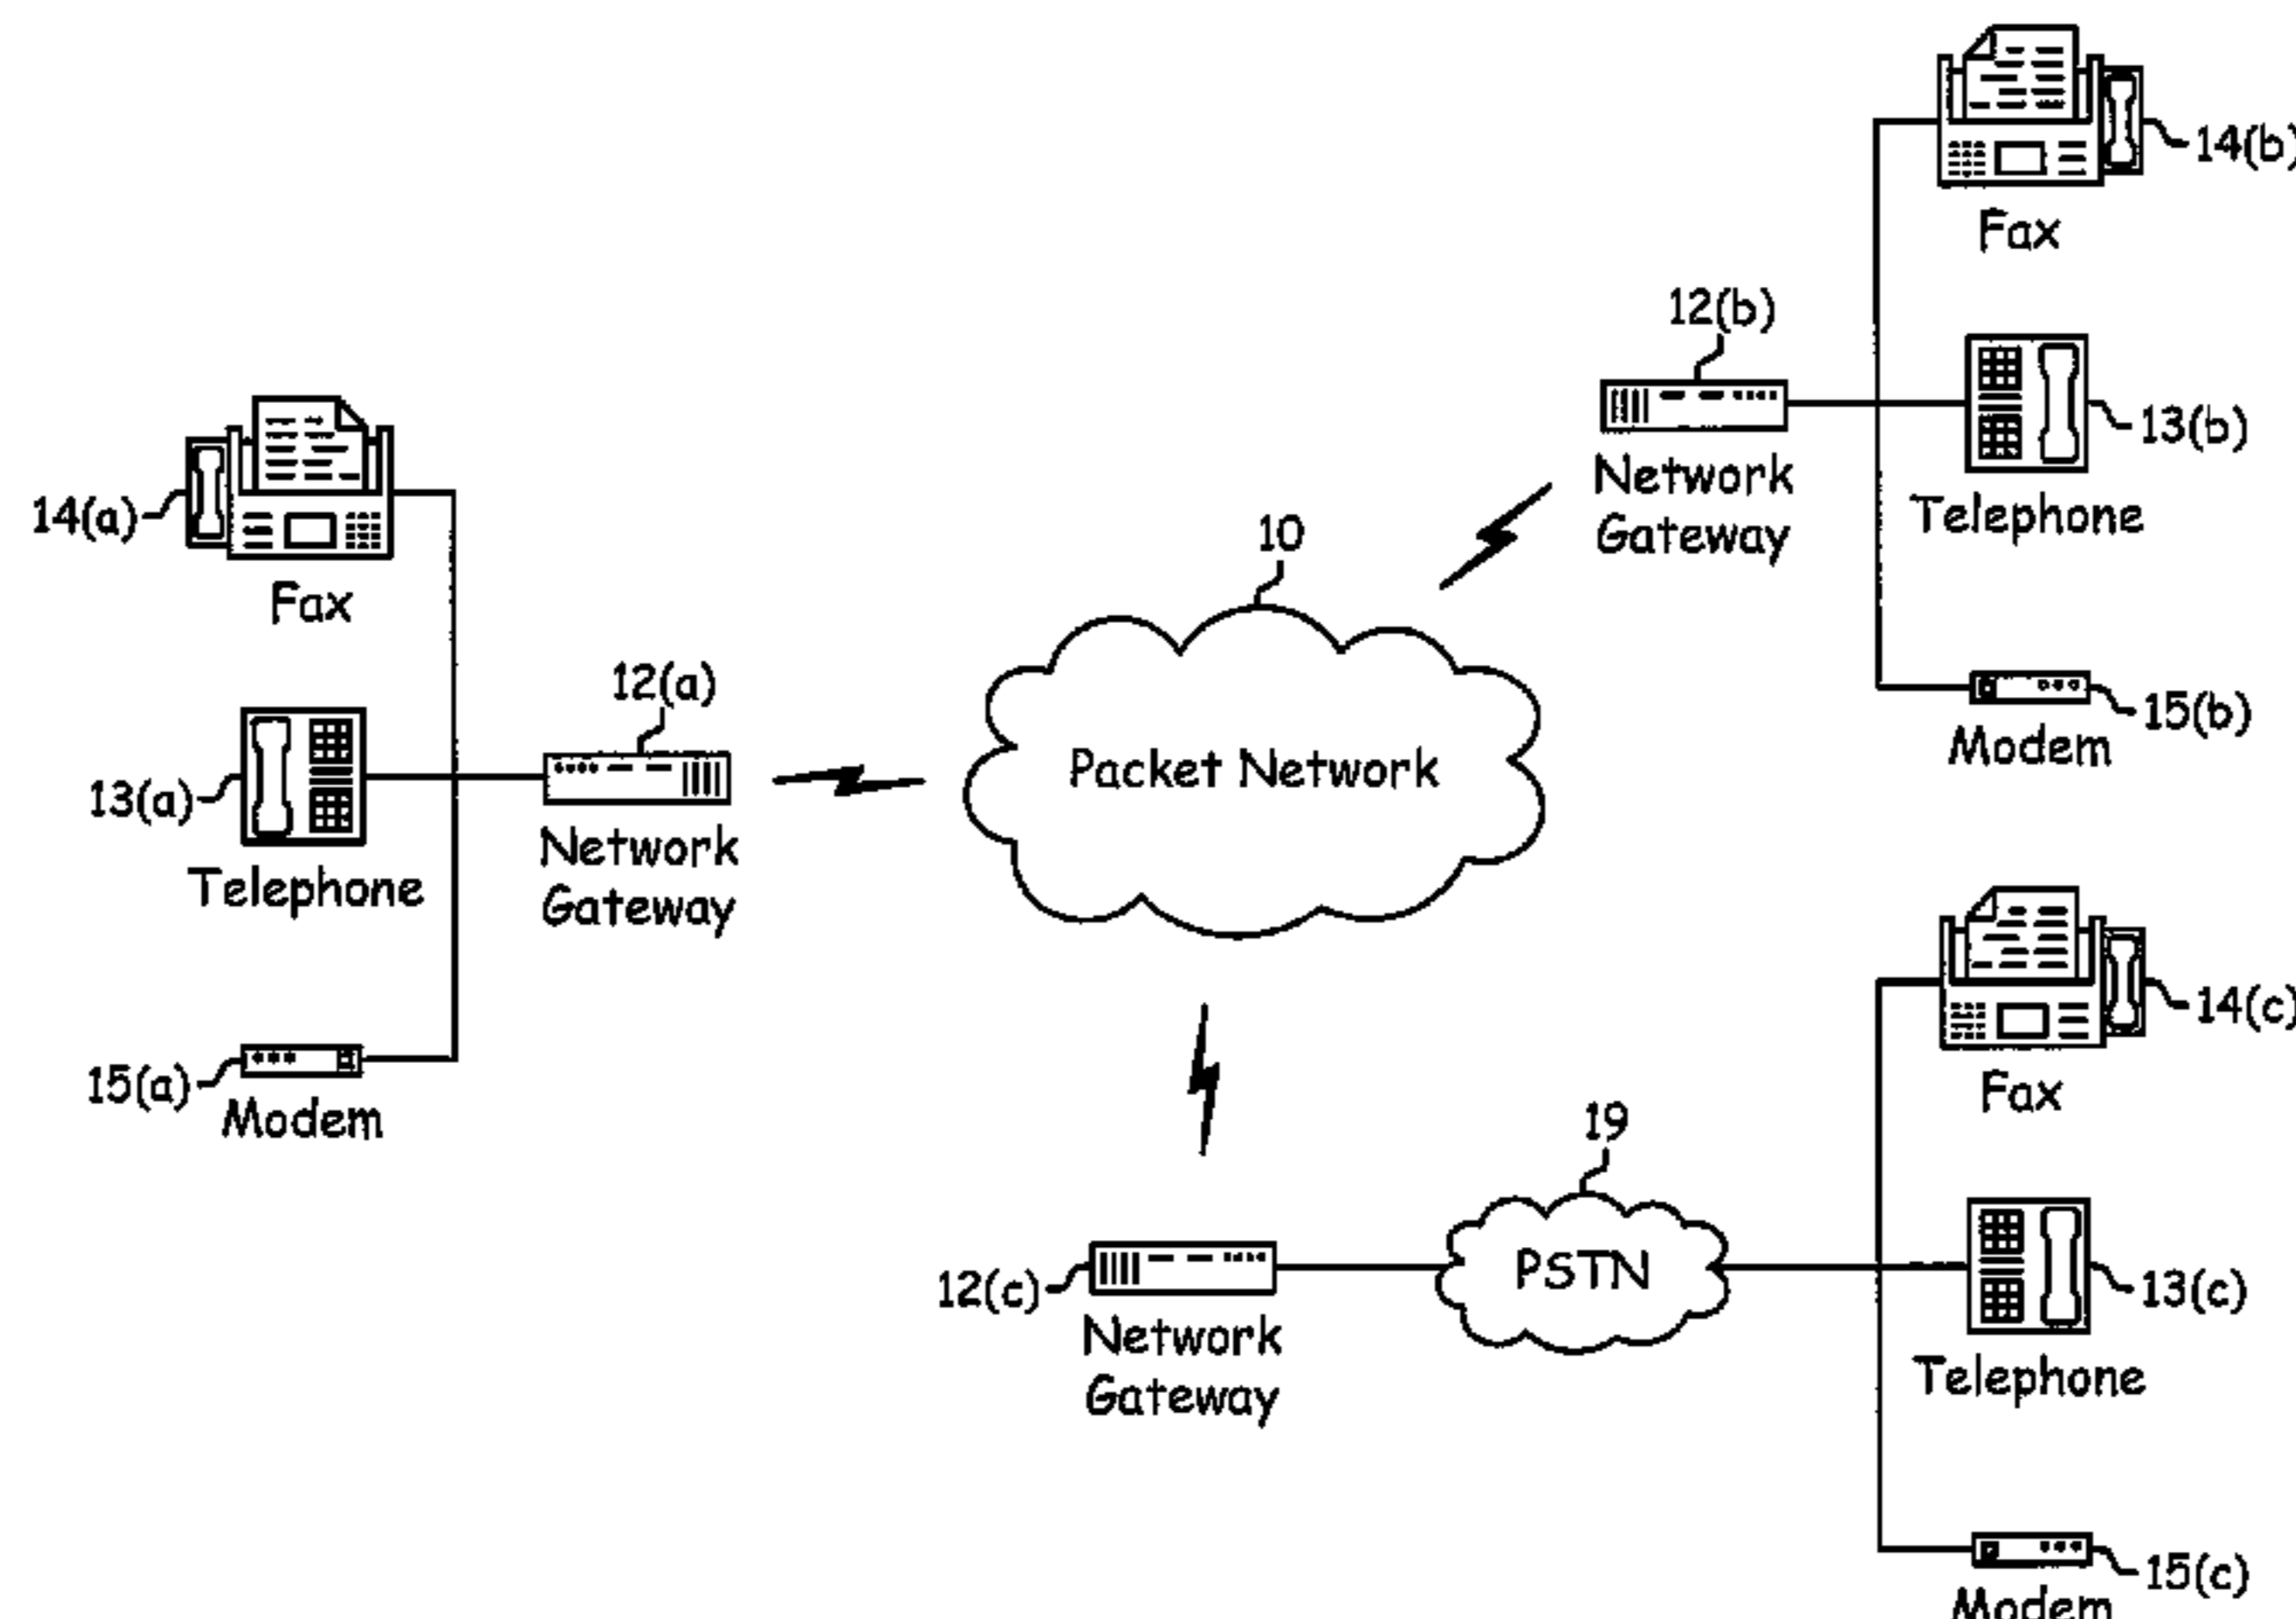 14(b)
Fax
12(b)
Network
Gateway
13(b)
Telephone
15(b)
Modem
14(a)
Fax
12(a)
13(a)
Telephone
Network
Gateway
15(a)
Modem
10
Packet Network
14(c)
Fax
19
12(c)
Network
Gateway
PSTN
13(c)
Telephone
15(c)
Modem